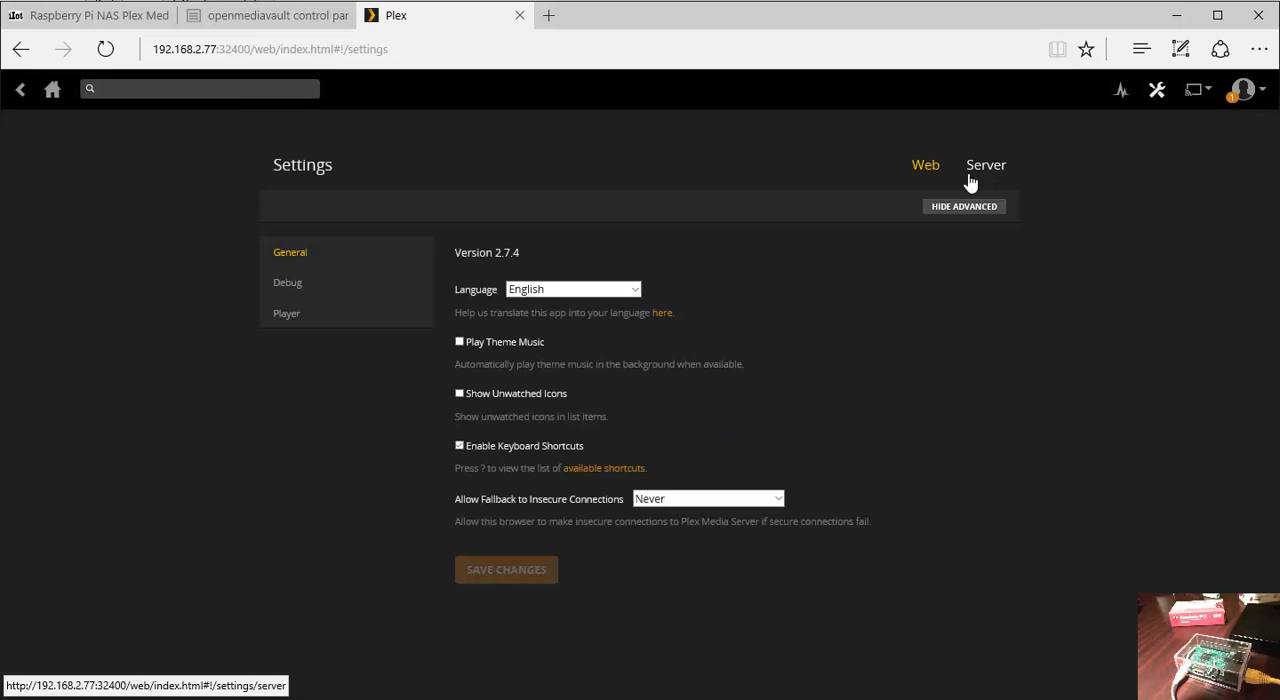 Raspberry Pi NAS Plex Med
openmediavault control par
Plex
192.168.2.77:32400/web/index.html#!/settings
1
Settings
Web
Server
HIDE ADVANCED
General
Debug
Player
Version 2.7.4
Language English
Help us translate this app into your language here.
Play Theme Music
Automatically play theme music in the background when available.
Show Unwatched Icons
Show unwatched icons in list items.
Enable Keyboard Shortcuts
Press ? to view the list of available shortcuts.
Allow Fallback to Insecure Connections Never
Allow this browser to make insecure connections to Plex Media Server if secure connections fail.
SAVE CHANGES
http://192.168.2.77:32400/web/index.html#!/settings/server